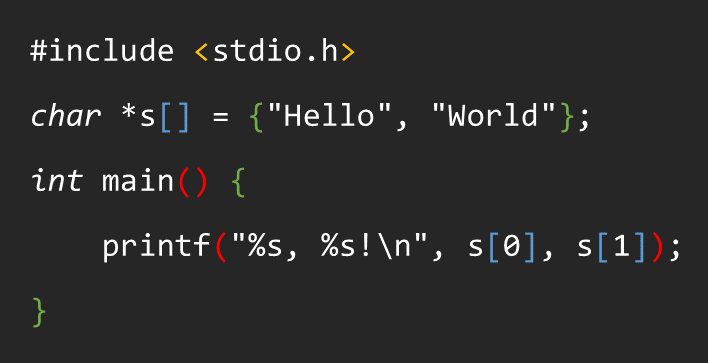 #include <stdio.h>
char *s[] = {"Hello", "World"};
int main() {
    printf("%s, %s!\n", s[0], s[1]);
}